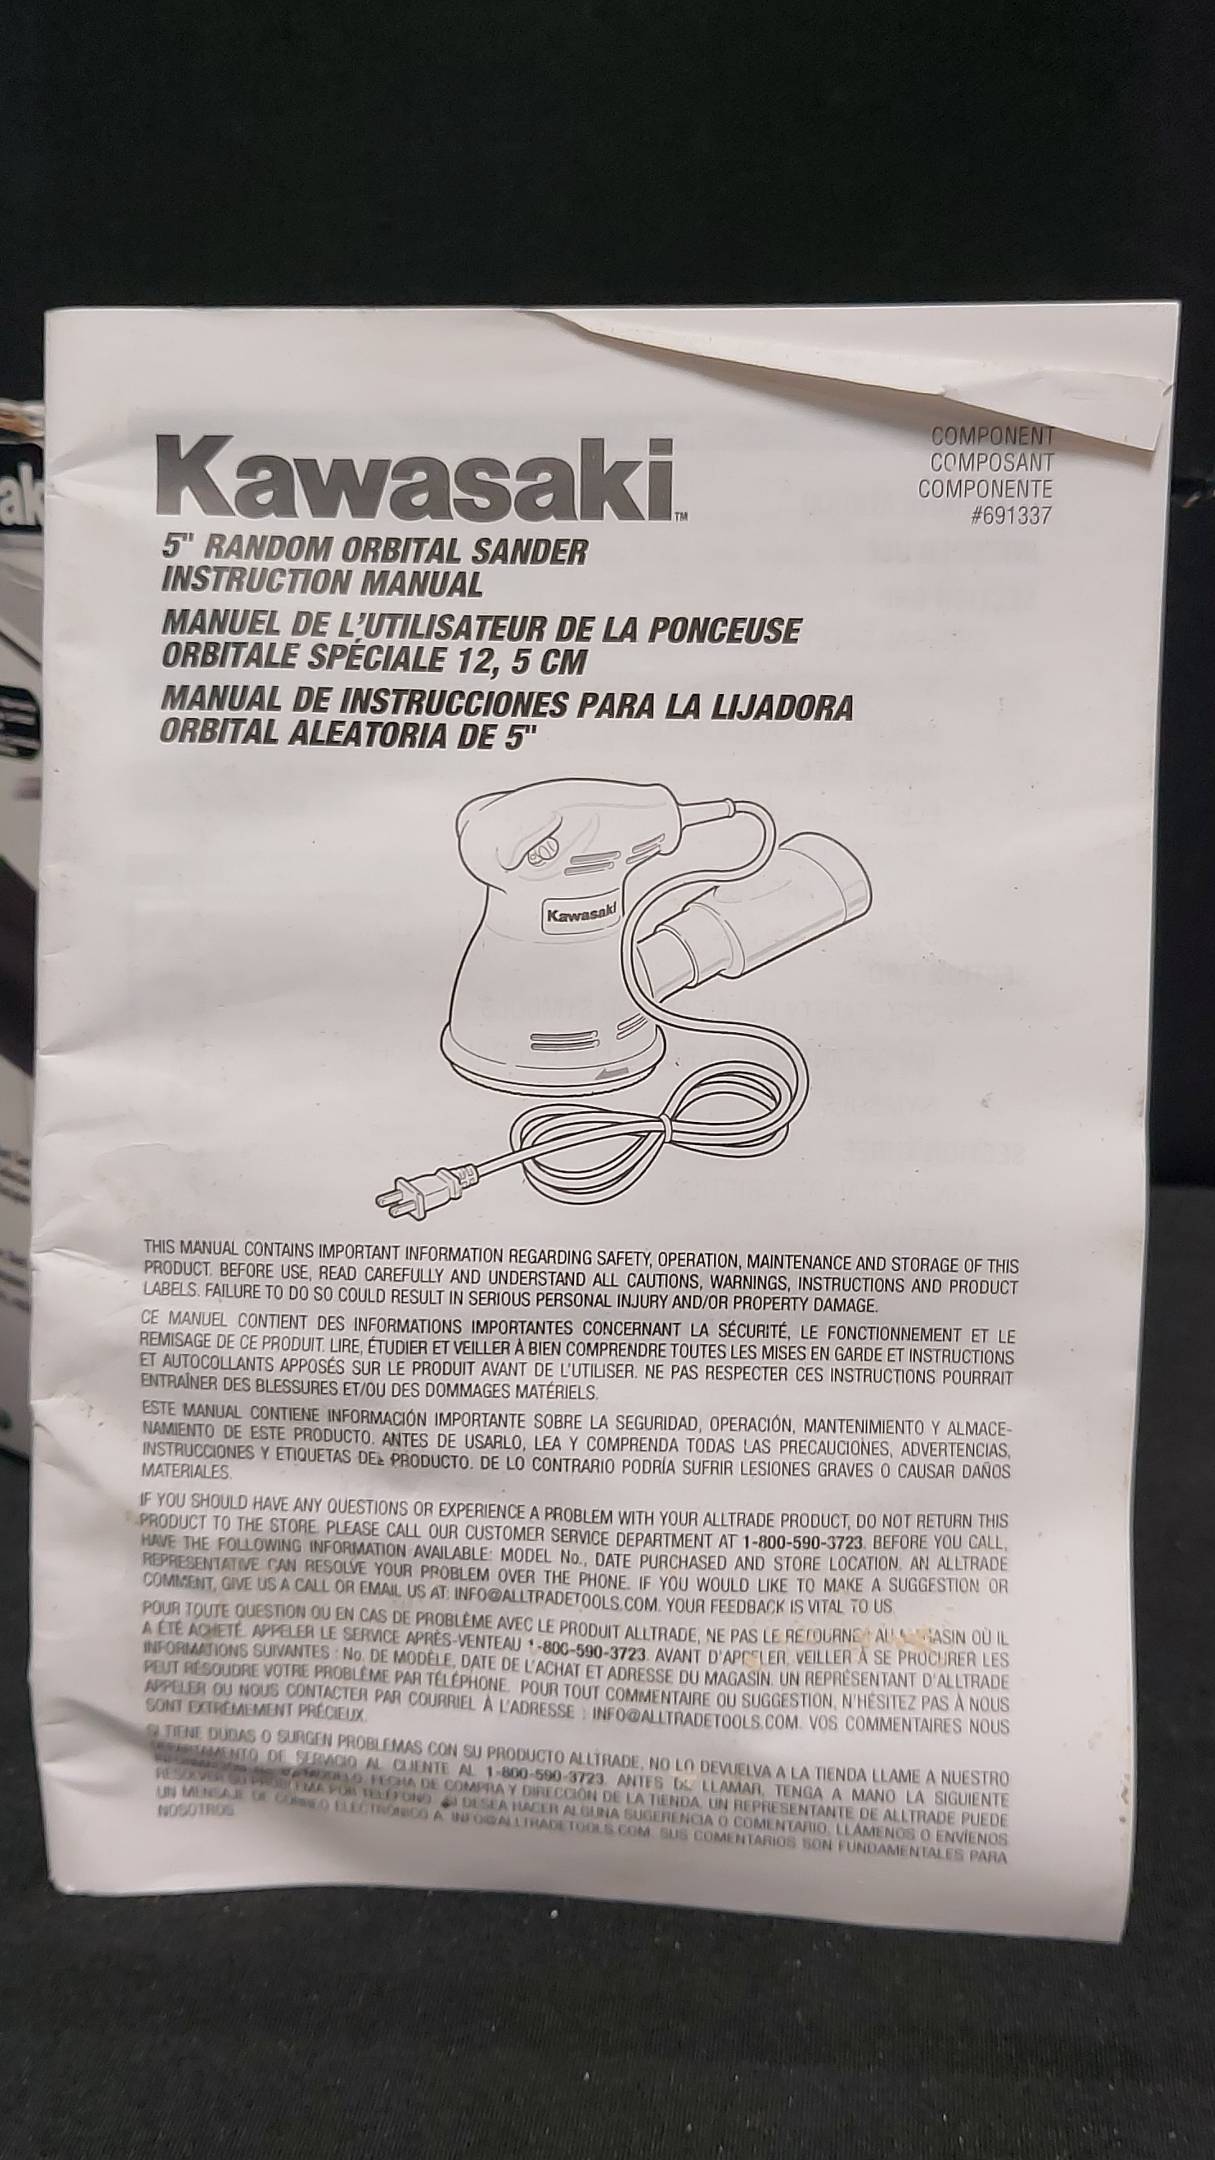 Kawasaki™
COMPONENT
COMPOSANT
COMPONENTE
#691337
5" RANDOM ORBITAL SANDER
INSTRUCTION MANUAL
MANUEL DE L'UTILISATEUR DE LA PONCEUSE
ORBITALE SPÉCIALE 12, 5 CM
MANUAL DE INSTRUCCIONES PARA LA LIJADORA
ORBITAL ALEATORIA DE 5"
Kawasaki
THIS MANUAL CONTAINS IMPORTANT INFORMATION REGARDING SAFETY, OPERATION, MAINTENANCE AND STORAGE OF THIS
PRODUCT. BEFORE USE, READ CAREFULLY AND UNDERSTAND ALL CAUTIONS, WARNINGS, INSTRUCTIONS AND PRODUCT
LABELS. FAILURE TO DO SO COULD RESULT IN SERIOUS PERSONAL INJURY AND/OR PROPERTY DAMAGE.
CE MANUEL CONTIENT DES INFORMATIONS IMPORTANTES CONCERNANT LA SÉCURITÉ, LE FONCTIONNEMENT ET LE
REMISAGE DE CE PRODUIT. LIRE, ÉTUDIER ET VEILLER À BIEN COMPRENDRE TOUTES LES MISES EN GARDE ET INSTRUCTIONS
ET AUTOCOLLANTS APPOSÉS SUR LE PRODUIT AVANT DE L'UTILISER. NE PAS RESPECTER CES INSTRUCTIONS POURRAIT
ENTRAÎNER DES BLESSURES ET/OU DES DOMMAGES MATÉRIELS.
ESTE MANUAL CONTIENE INFORMACIÓN IMPORTANTE SOBRE LA SEGURIDAD, OPERACIÓN, MANTENIMIENTO Y ALMACE-
NAMIENTO DE ESTE PRODUCTO. ANTES DE USARLO, LEA Y COMPRENDA TODAS LAS PRECAUCIONES, ADVERTENCIAS,
INSTRUCCIONES Y ETIQUETAS DEL PRODUCTO. DE LO CONTRARIO PODRÍA SUFRIR LESIONES GRAVES O CAUSAR DAÑOS
MATERIALES.
IF YOU SHOULD HAVE ANY QUESTIONS OR EXPERIENCE A PROBLEM WITH YOUR ALLTRADE PRODUCT, DO NOT RETURN THIS
PRODUCT TO THE STORE. PLEASE CALL OUR CUSTOMER SERVICE DEPARTMENT AT 1-800-590-3723. BEFORE YOU CALL,
HAVE THE FOLLOWING INFORMATION AVAILABLE: MODEL No., DATE PURCHASED AND STORE LOCATION. AN ALLTRADE
REPRESENTATIVE CAN RESOLVE YOUR PROBLEM OVER THE PHONE. IF YOU WOULD LIKE TO MAKE A SUGGESTION OR
COMMENT, GIVE US A CALL OR EMAIL US AT: INFO@ALLTRADETOOLS.COM. YOUR FEEDBACK IS VITAL TO US.
POUR TOUTE QUESTION OU EN CAS DE PROBLÈME AVEC LE PRODUIT ALLTRADE, NE PAS LE RETOURNER AU MAGASIN OÙ IL
A ÉTÉ ACHETÉ. APPELER LE SERVICE APRÈS-VENTEAU 1-800-590-3723. AVANT D'APPELER, VEILLER À SE PROCURER LES
INFORMATIONS SUIVANTES : No. DE MODÈLE, DATE DE L'ACHAT ET ADRESSE DU MAGASIN. UN REPRÉSENTANT D'ALLTRADE
PEUT RÉSOUDRE VOTRE PROBLÈME PAR TÉLÉPHONE. POUR TOUT COMMENTAIRE OU SUGGESTION, N'HÉSITEZ PAS À NOUS
APPELER OU NOUS CONTACTER PAR COURRIEL À L'ADRESSE : INFO@ALLTRADETOOLS.COM. VOS COMMENTAIRES NOUS
SONT EXTRÊMEMENT PRÉCIEUX.
SI TIENE DUDAS O SURGEN PROBLEMAS CON SU PRODUCTO ALLTRADE, NO LO DEVUELVA A LA TIENDA LLAME A NUESTRO
DEPARTAMENTO DE SERVICIO AL CLIENTE AL 1-800-590-3723. ANTES DE LLAMAR, TENGA A MANO LA SIGUIENTE
MODELO, FECHA DE COMPRA Y DIRECCIÓN DE LA TIENDA. UN REPRESENTANTE DE ALLTRADE PUEDE
RESOLVER SU PROBLEMA POR TELÉFONO. SI DESEA HACER ALGUNA SUGERENCIA O COMENTARIO, LLÁMENOS O ENVÍENOS
UN MENSAJE DE CORREO ELECTRÓNICO A: INFO@ALLTRADETOOLS.COM. SUS COMENTARIOS SON FUNDAMENTALES PARA
NOSOTROS.